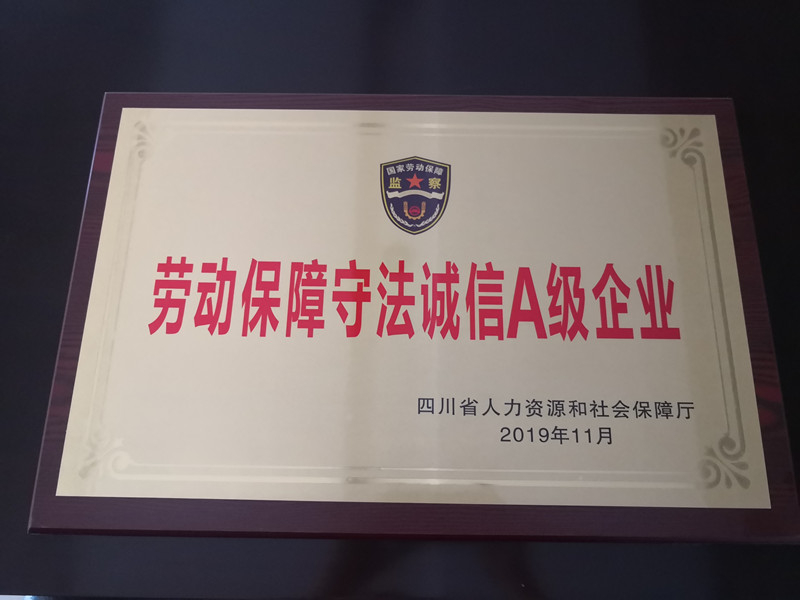 国家劳动保障
监察
劳动保障守法诚信A级企业
四川省人力资源和社会保障厅
2019年11月